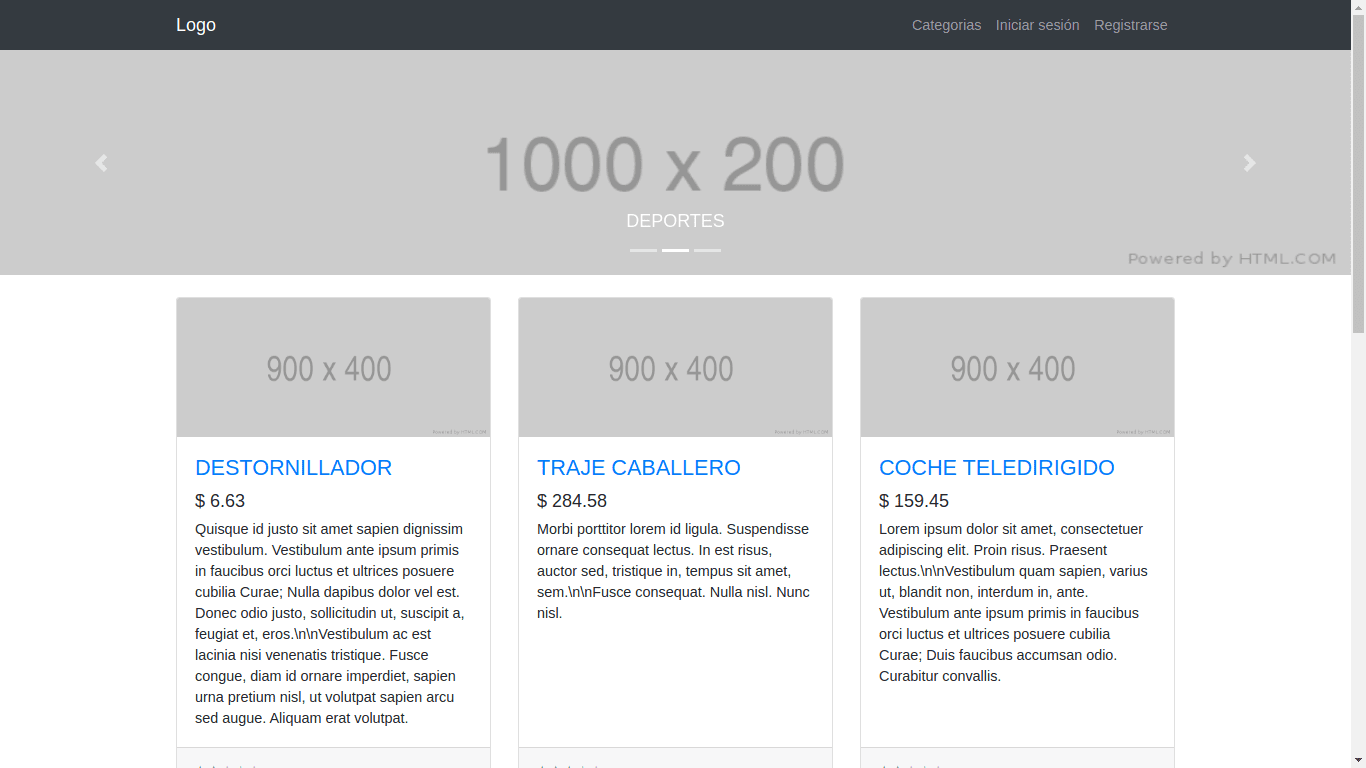 Logo
Categorias Iniciar sesión Registrarse
1000 x 200
DEPORTES
Powered by HTML.COM
900 x 400
Powered by HTML.COM
DESTORNILLADOR
$ 6.63
Quisque id justo sit amet sapien dignissim
vestibulum. Vestibulum ante ipsum primis
in faucibus orci luctus et ultrices posuere
cubilia Curae; Nulla dapibus dolor vel est.
Donec odio justo, sollicitudin ut, suscipit a,
feugiat et, eros.\n\nVestibulum ac est
lacinia nisi venenatis tristique. Fusce
congue, diam id ornare imperdiet, sapien
urna pretium nisl, ut volutpat sapien arcu
sed augue. Aliquam erat volutpat.
900 x 400
Powered by HTML.COM
TRAJE CABALLERO
$ 284.58
Morbi porttitor lorem id ligula. Suspendisse
ornare consequat lectus. In est risus,
auctor sed, tristique in, tempus sit amet,
sem.\n\nFusce consequat. Nulla nisl. Nunc
nisl.
900 x 400
Powered by HTML.COM
COCHE TELEDIRIGIDO
$ 159.45
Lorem ipsum dolor sit amet, consectetuer
adipiscing elit. Proin risus. Praesent
lectus.\n\nVestibulum quam sapien, varius
ut, blandit non, interdum in, ante.
Vestibulum ante ipsum primis in faucibus
orci luctus et ultrices posuere cubilia
Curae; Duis faucibus accumsan odio.
Curabitur convallis.